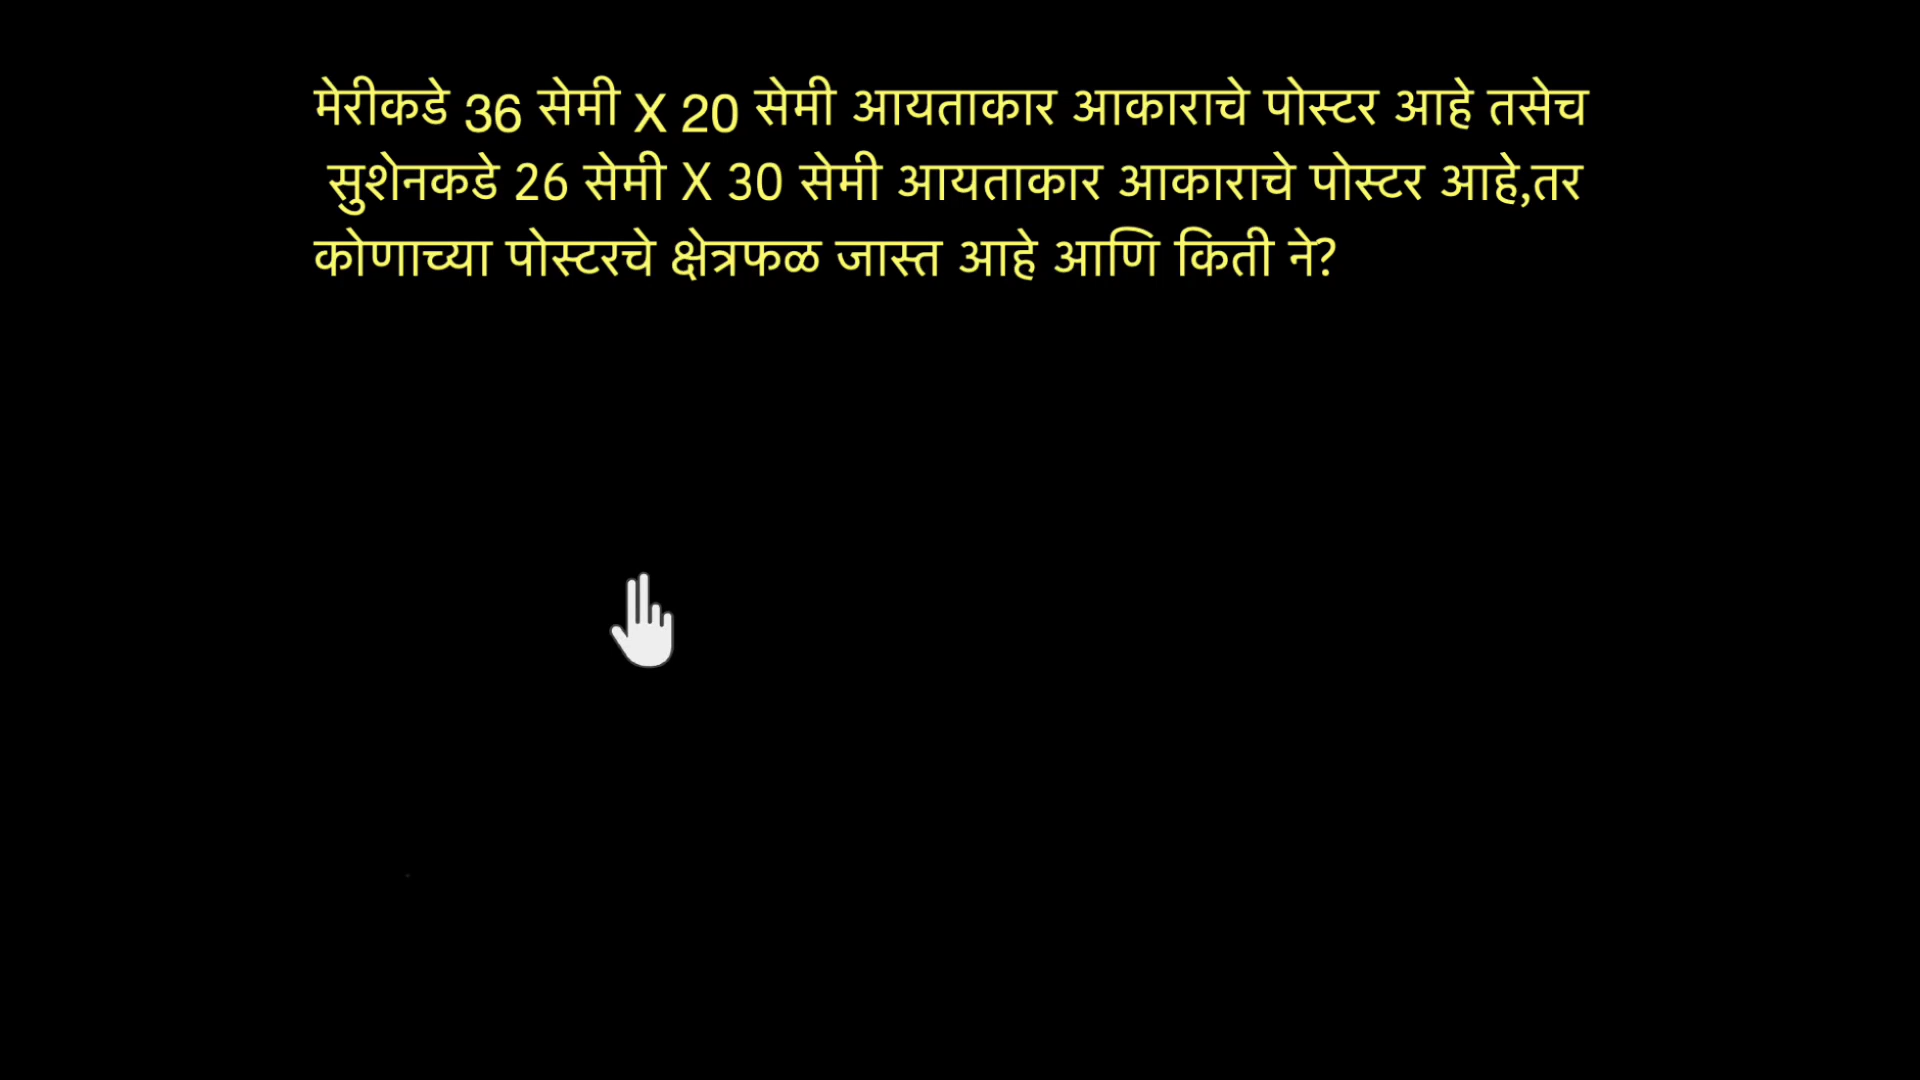 मेरीकडे 36 सेमी X 20 सेमी आयताकार आकाराचे पोस्टर आहे तसेच
सुशेनकडे 26 सेमी X 30 सेमी आयताकार आकाराचे पोस्टर आहे,तर
कोणाच्या पोस्टरचे क्षेत्रफळ जास्त आहे आणि किती ने?